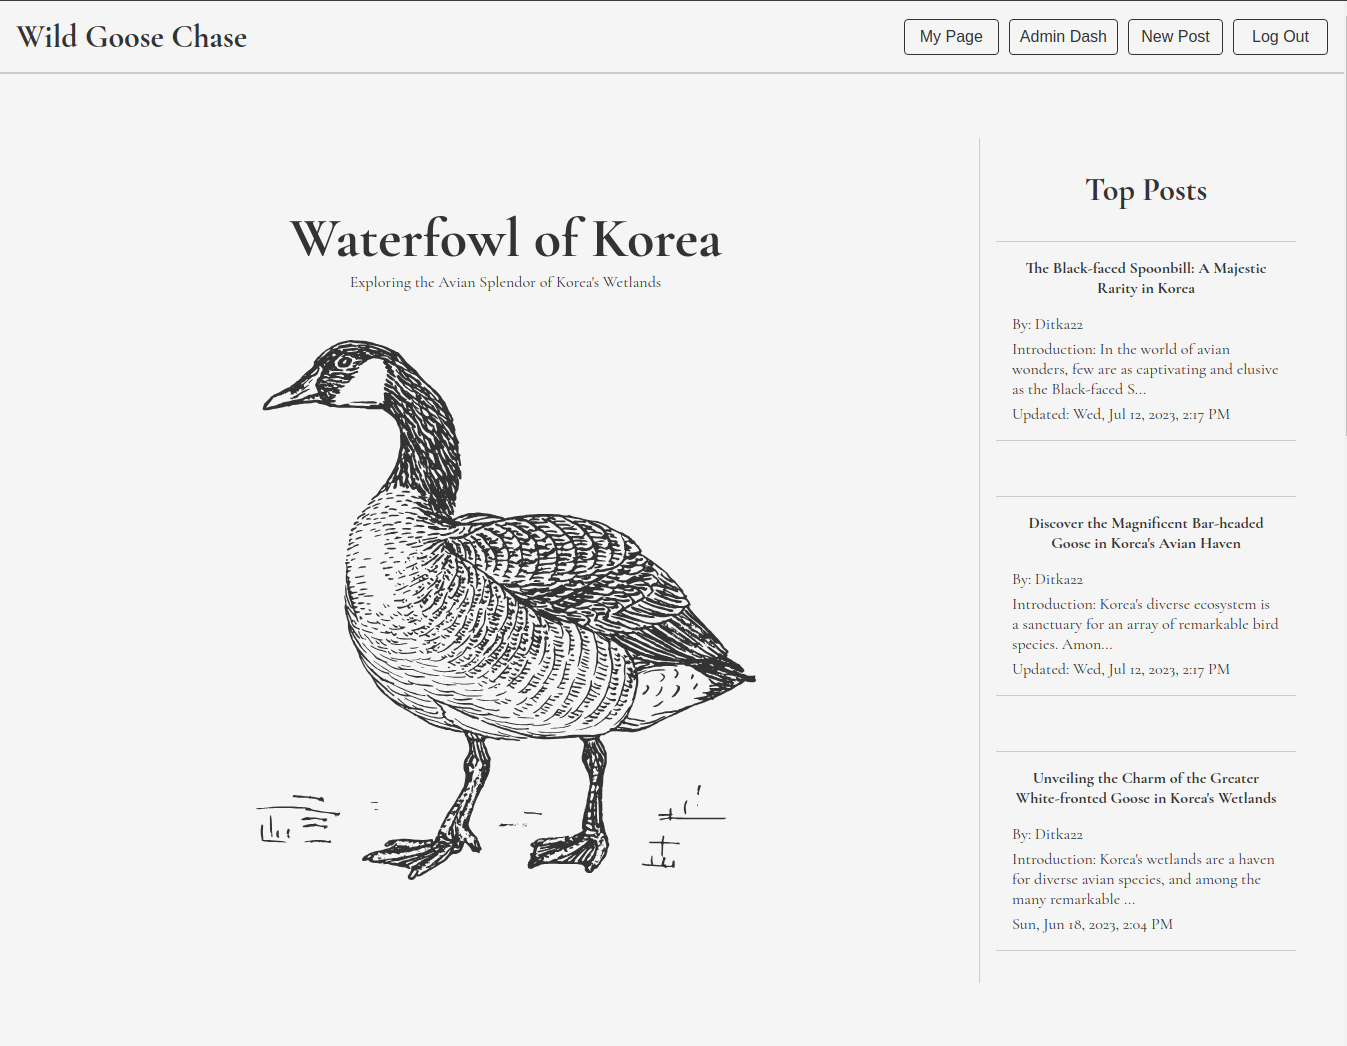 Wild Goose Chase
My Page
Admin Dash
New Post
Log Out
Waterfowl of Korea
Exploring the Avian Splendor of Korea's Wetlands
Top Posts
The Black-faced Spoonbill: A Majestic
Rarity in Korea
By: Ditka22
Introduction: In the world of avian
wonders, few are as captivating and elusive
as the Black-faced S...
Updated: Wed, Jul 12, 2023, 2:17 PM
Discover the Magnificent Bar-headed
Goose in Korea's Avian Haven
By: Ditka22
Introduction: Korea's diverse ecosystem is
a sanctuary for an array of remarkable bird
species. Amon...
Updated: Wed, Jul 12, 2023, 2:17 PM
Unveiling the Charm of the Greater
White-fronted Goose in Korea's Wetlands
By: Ditka22
Introduction: Korea's wetlands are a haven
for diverse avian species, and among the
many remarkable ...
Sun, Jun 18, 2023, 2:04 PM